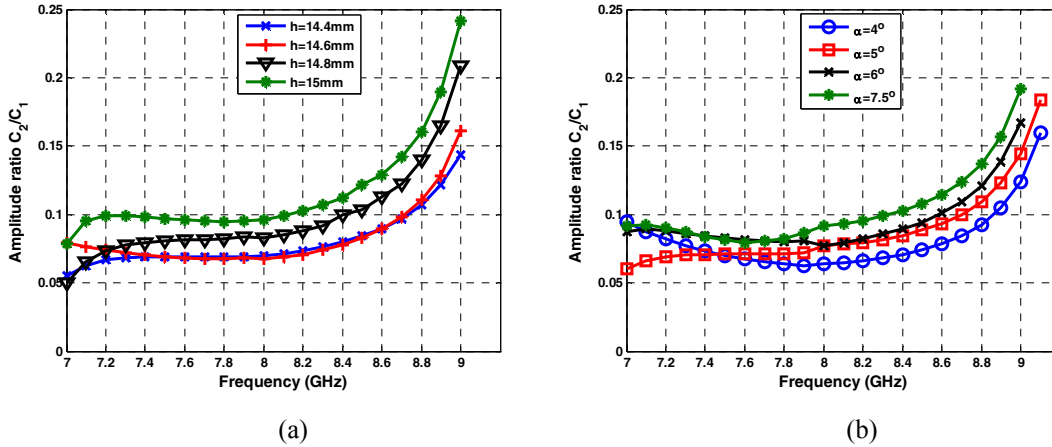 0.25
0.2
0.15
0.1
0.05
0
Amplitude ratio C2/C1
h=14.4mm
h=14.6mm
h=14.8mm
h=15mm
7 7.2 7.4 7.6 7.8 8 8.2 8.4 8.6 8.8 9
Frequency (GHz)
(a)
0.25
0.2
0.15
0.1
0.05
0
Amplitude ratio C2/C1
α=4o
α=5o
α=6o
α=7.5o
7 7.2 7.4 7.6 7.8 8 8.2 8.4 8.6 8.8 9
Frequency (GHz)
(b)